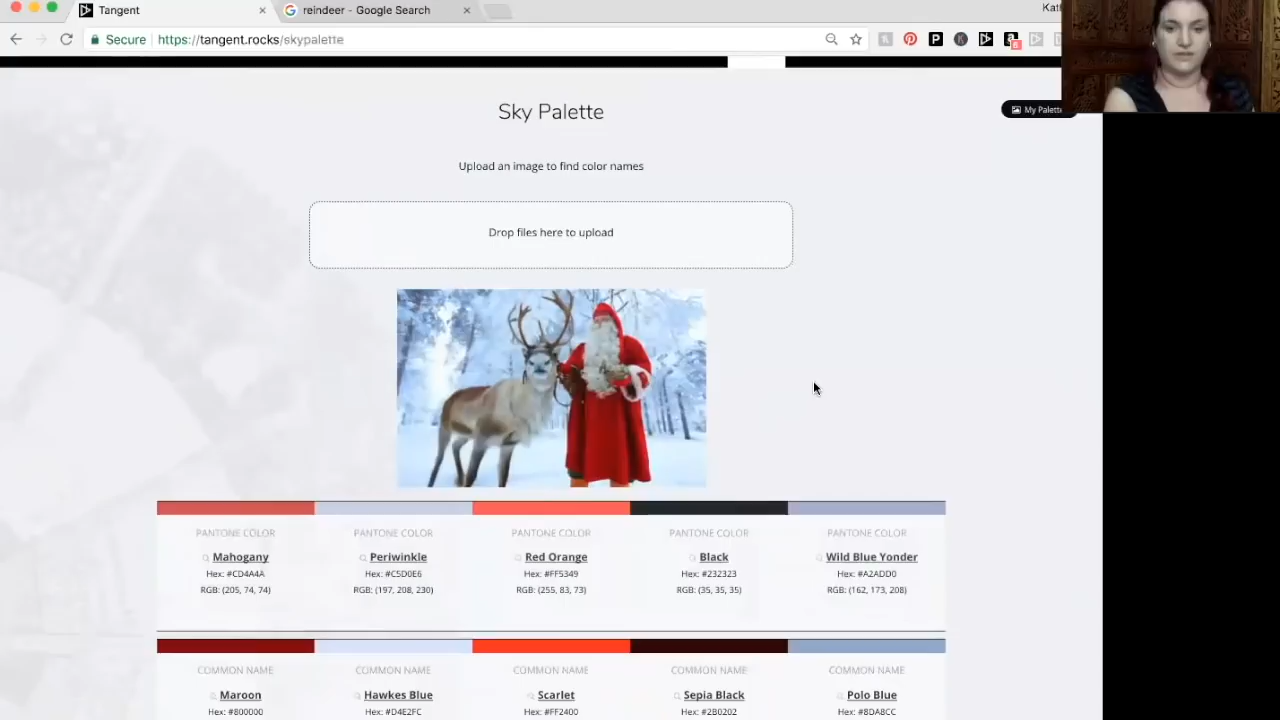 Tangent
reindeer - Google Search
Secure https://tangent.rocks/skypalette
Sky Palette
My Palette
Upload an image to find color names
Drop files here to upload
PANTONE COLOR PANTONE COLOR PANTONE COLOR PANTONE COLOR PANTONE COLOR
Mahogany Periwinkle Red Orange Black Wild Blue Yonder
Hex: #CD4A4A Hex: #C5D0E6 Hex: #FF5349 Hex: #232323 Hex: #A2ADD0
RGB: (205, 74, 74) RGB: (197, 208, 230) RGB: (255, 83, 73) RGB: (35, 35, 35) RGB: (162, 173, 208)
COMMON NAME COMMON NAME COMMON NAME COMMON NAME COMMON NAME
Maroon Hawkes Blue Scarlet Sepia Black Polo Blue
Hex: #800000 Hex: #D4E2FC Hex: #FF2400 Hex: #2B0202 Hex: #8DA8CC